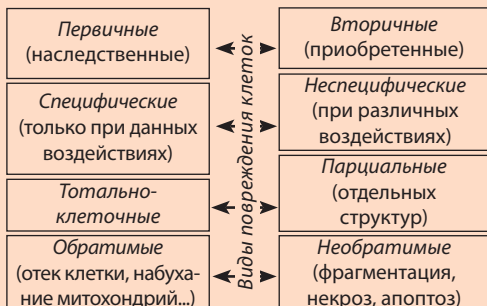 Первичные
(наследственные)
Вторичные
(приобретенные)
Виды повреждения клеток
Специфические
(только при данных
воздействиях)
Неспецифические
(при различных
воздействиях)
Тотально-
клеточные
Парциальные
(отдельных
структур)
Обратимые
(отек клетки, набуха-
ние митохондрий...)
Необратимые
(фрагментация,
некроз, апоптоз)